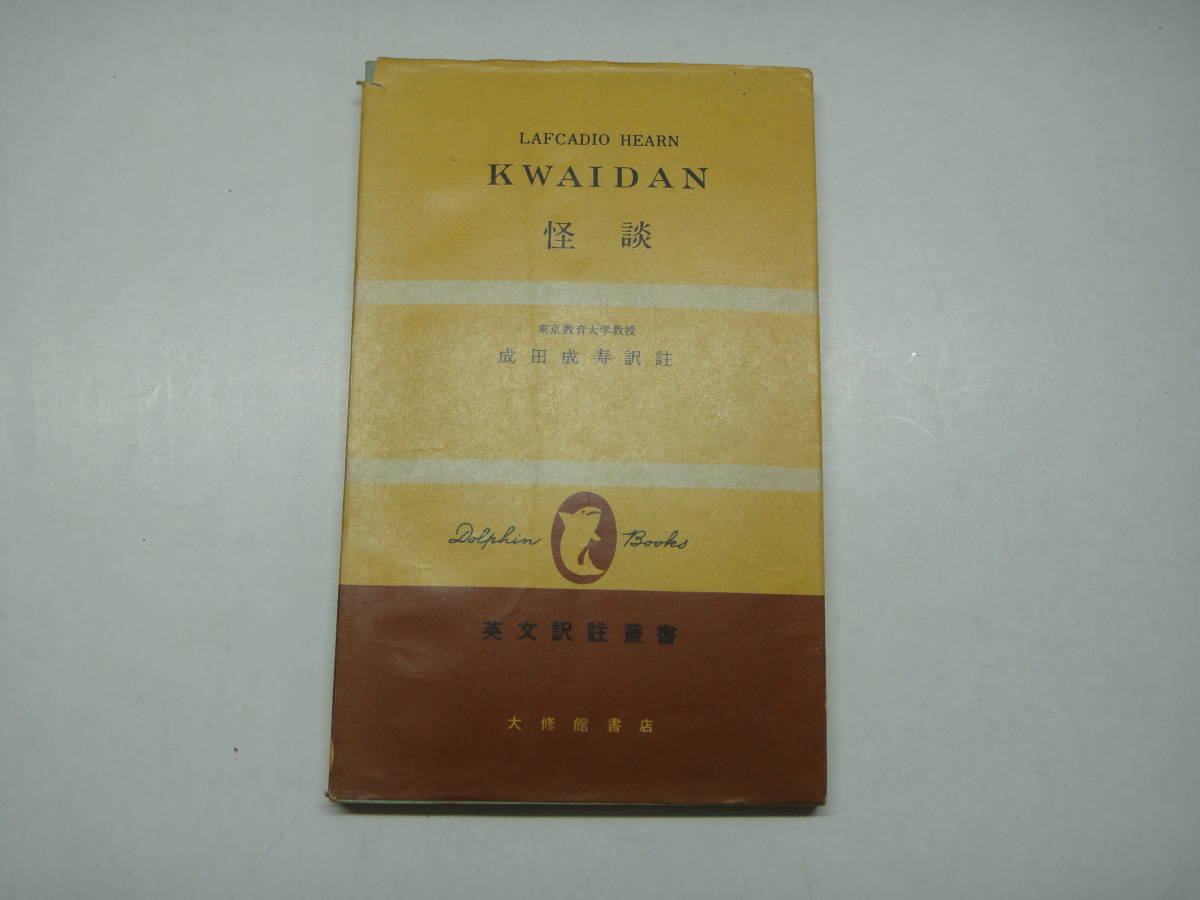 LAFCADIO HEARN
KWAIDAN
怪談
東京教育大学教授
成田成寿訳註
Dolphin Books
英文訳註叢書
大修館書店